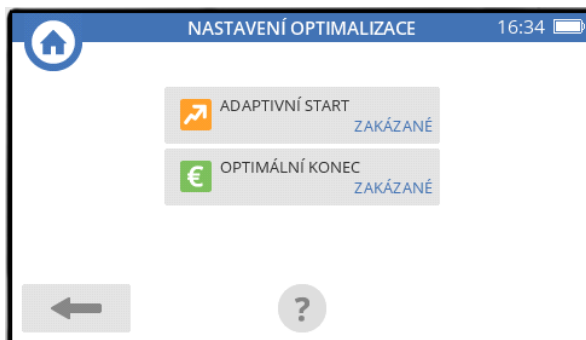 NASTAVENÍ OPTIMALIZACE 16:34
ADAPTIVNÍ START
ZAKÁZANÉ
€ OPTIMÁLNÍ KONEC
ZAKÁZANÉ
?